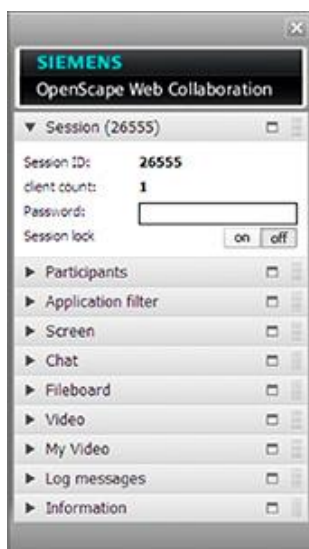 SIEMENS
OpenScape Web Collaboration
Session (26555)
Session ID: 26555
client count: 1
Password:
Session lock on off
Participants
Application filter
Screen
Chat
Fileboard
Video
My Video
Log messages
Information